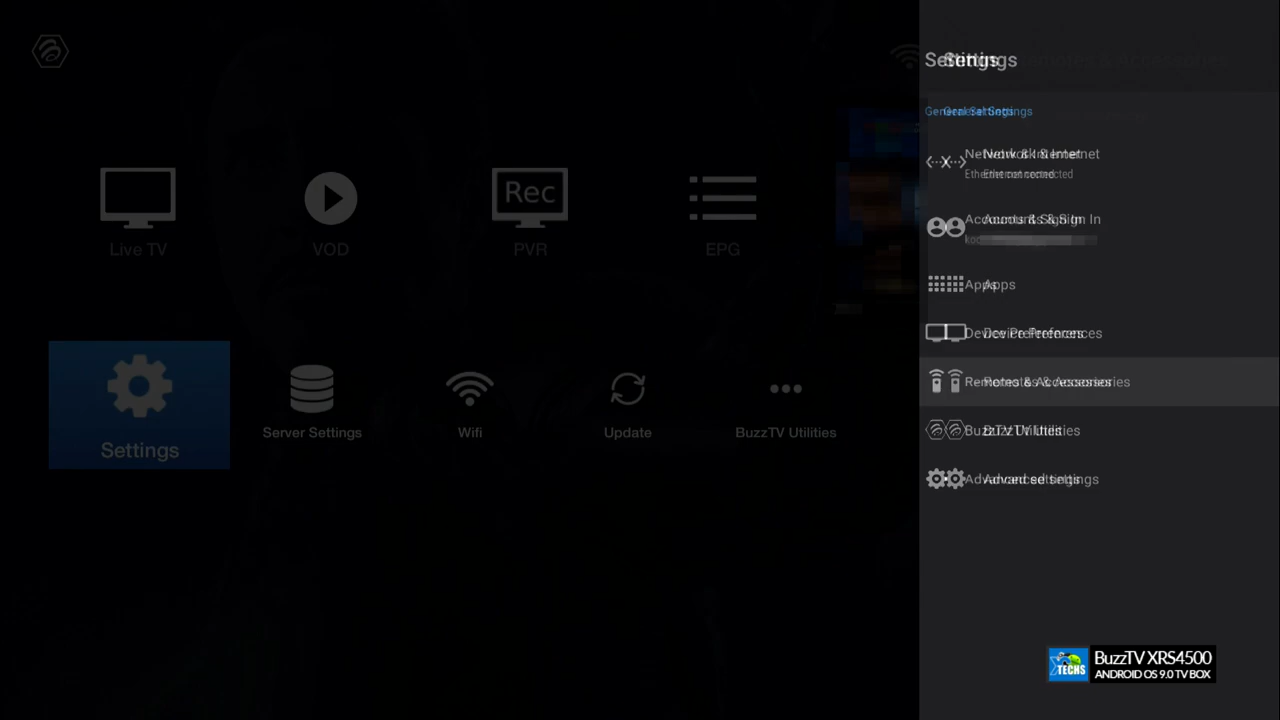 Settings
Remotes & Accessories
General Settings
Network & Internet
Ethernet connected
Accounts & Sign In
Apps
Device Preferences
Remotes & Accessories
BuzzTV Utilities
Advanced settings
Live TV
VOD
Rec
PVR
EPG
Settings
Server Settings
Wifi
Update
BuzzTV Utilities
TECHS
BuzzTV XRS4500
ANDROID OS 9.0 TV BOX